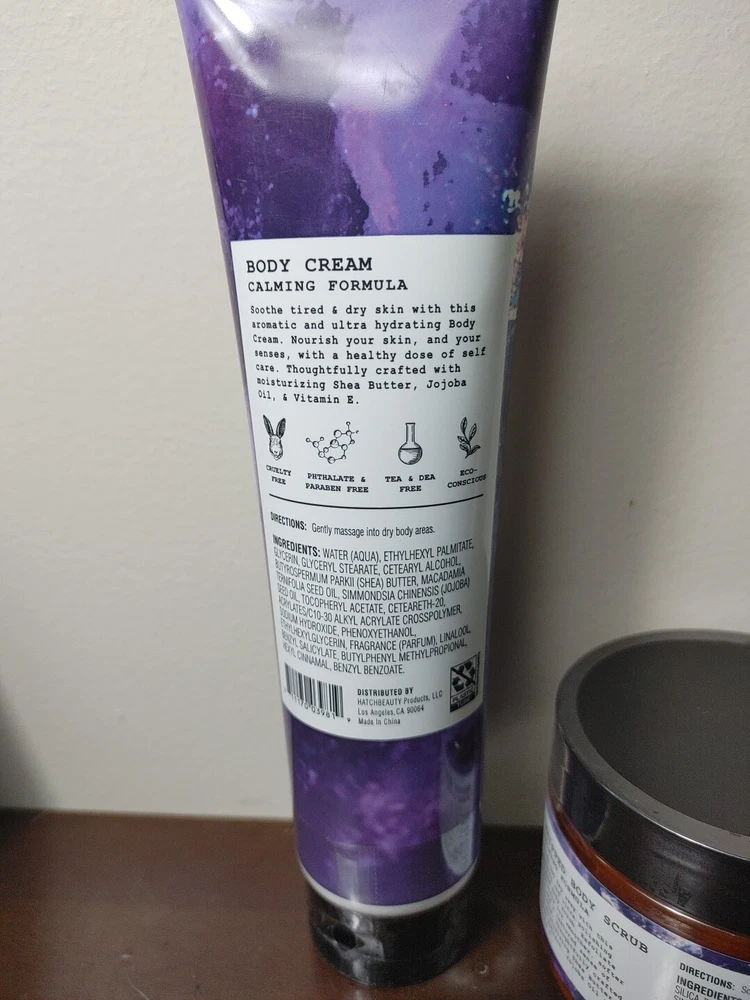 BODY CREAM
CALMING FORMULA
Soothe tired & dry skin with this
aromatic and ultra hydrating Body
Cream. Nourish your skin, and your
senses, with a healthy dose of self
care. Thoughtfully crafted with
moisturizing Shea Butter, Jojoba
Oil, & Vitamin E.
CRUELTY
FREE
PHTHALATE &
PARABEN FREE
TEA & DEA
FREE
ECO-
CONSCIOUS
DIRECTIONS: Gently massage into dry body areas.
INGREDIENTS: WATER (AQUA), ETHYLHEXYL PALMITATE,
GLYCERIN, GLYCERYL STEARATE, CETEARYL ALCOHOL,
BUTYROSPERMUM PARKII (SHEA) BUTTER, MACADAMIA
TERNIFOLIA SEED OIL, SIMMONDSIA CHINENSIS (JOJOBA)
SEED OIL, TOCOPHERYL ACETATE, CETEARETH-20,
ACRYLATES/C10-30 ALKYL ACRYLATE CROSSPOLYMER,
SODIUM HYDROXIDE, PHENOXYETHANOL,
ETHYLHEXYLGLYCERIN, FRAGRANCE (PARFUM), LINALOOL,
BENZYL SALICYLATE, BUTYLPHENYL METHYLPROPIONAL,
HEXYL CINNAMAL, BENZYL BENZOATE.
DISTRIBUTED BY
HATCHBEAUTY Products, LLC
Los Angeles, CA 90064
Made In China
BODY SCRUB
FORMULA
with this
DIRECTIONS: